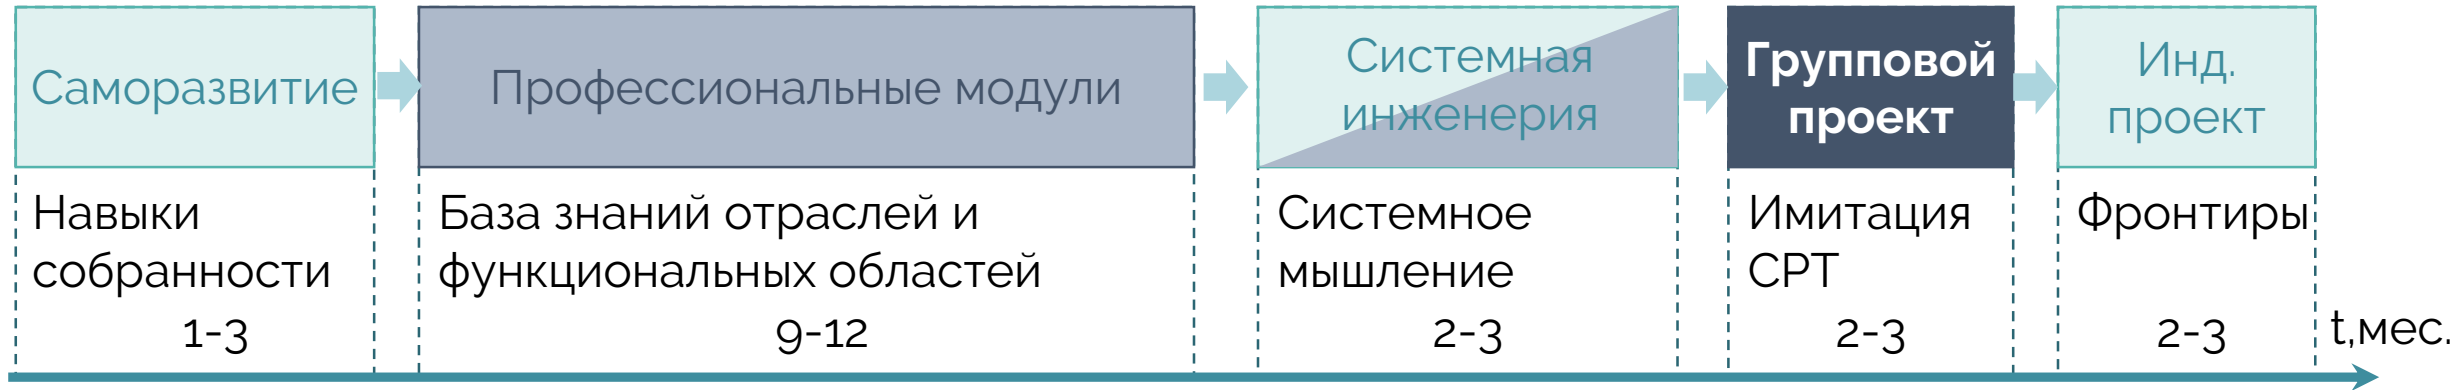 Саморазвитие
Профессиональные модули
Системная
инженерия
Групповой
проект
Инд.
проект
Навыки
собранности
1-3
База знаний отраслей и
функциональных областей
9-12
Системное
мышление
2-3
Имитация
СРТ
2-3
Фронтиры
2-3
t,мес.